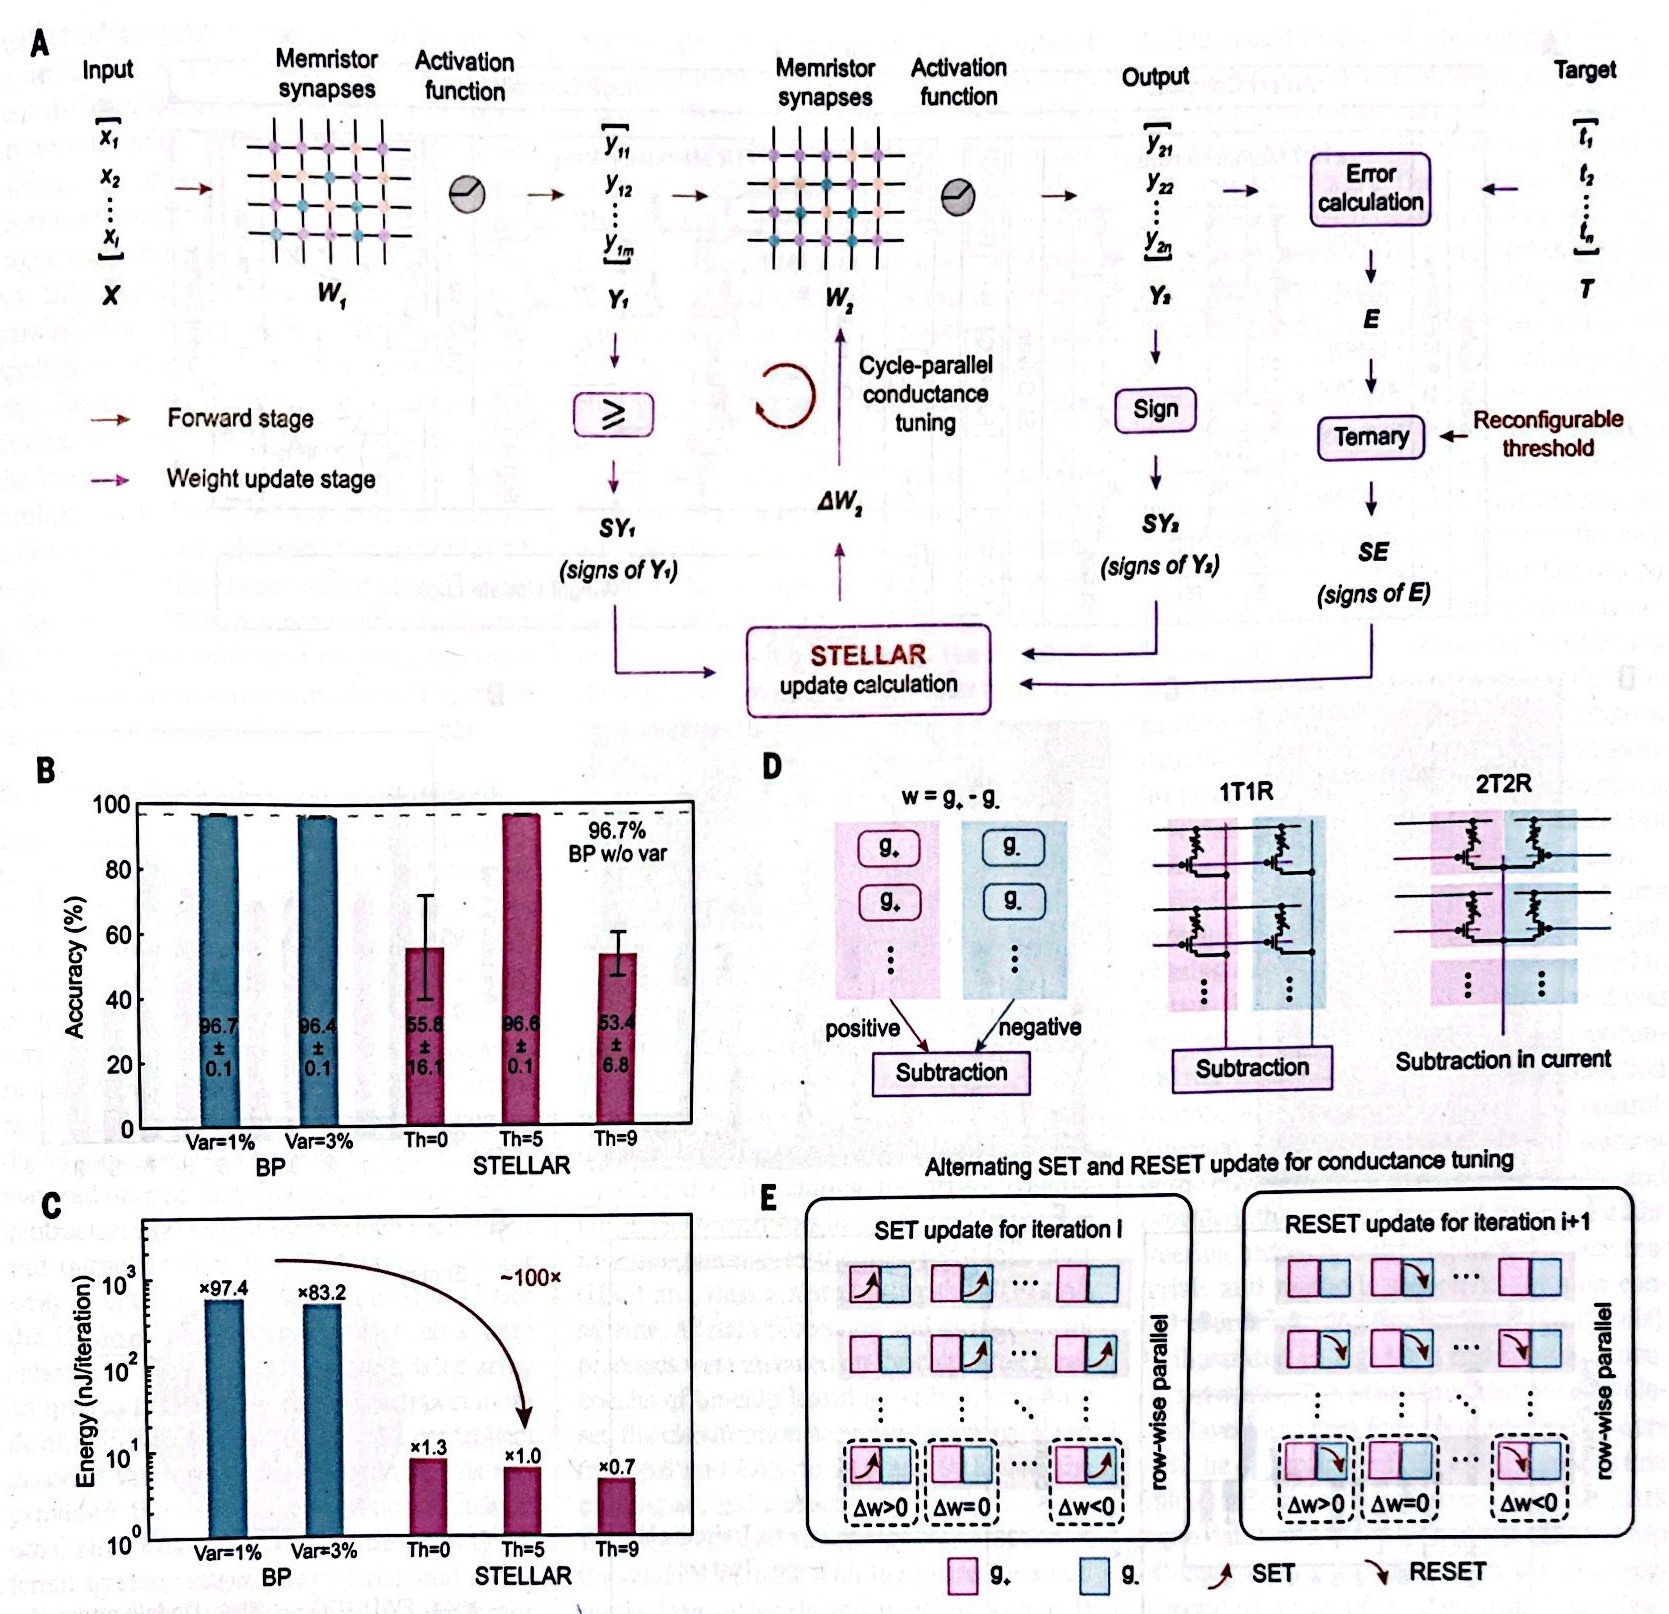 A
Input
Memristor
synapses
Activation
function
Memristor
synapses
Activation
function
Output
Target
x1
x2
xi
X
W1
y11
y12
y1m
Y1
W2
y21
y22
y2n
Y2
Error
calculation
t1
t2
tn
T
E
Forward stage
Weight update stage
⩾
SY1
(signs of Y1)
Cycle-parallel
conductance
tuning
ΔW2
Sign
SY2
(signs of Y2)
Ternary
Reconfigurable
threshold
SE
(signs of E)
STELLAR
update calculation
B
Accuracy (%)
100
80
60
40
20
0
96.7%
BP w/o var
96.7
±
0.1
96.4
±
0.1
55.8
±
16.1
96.6
±
0.1
53.4
±
6.8
Var=1%
Var=3%
Th=0
Th=5
Th=9
BP
STELLAR
C
Energy (nJ/iteration)
10³
10²
10¹
10⁰
×97.4
×83.2
~100×
×1.3
×1.0
×0.7
Var=1%
Var=3%
Th=0
Th=5
Th=9
BP
STELLAR
D
w = g+ - g-
g+
g-
g+
g-
positive
negative
Subtraction
1T1R
Subtraction
2T2R
Subtraction in current
Alternating SET and RESET update for conductance tuning
E
SET update for iteration i
Δw>0
Δw=0
Δw<0
row-wise parallel
RESET update for iteration i+1
Δw>0
Δw=0
Δw<0
row-wise parallel
g+
g-
SET
RESET